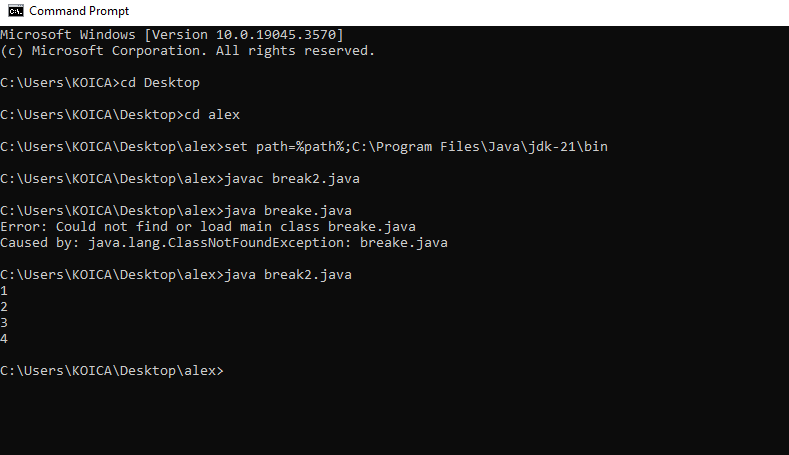 Command Prompt
Microsoft Windows [Version 10.0.19045.3570]
(c) Microsoft Corporation. All rights reserved.
C:\Users\KOICA>cd Desktop
C:\Users\KOICA\Desktop>cd alex
C:\Users\KOICA\Desktop\alex>set path=%path%;C:\Program Files\Java\jdk-21\bin
C:\Users\KOICA\Desktop\alex>javac break2.java
C:\Users\KOICA\Desktop\alex>java breake.java
Error: Could not find or load main class breake.java
Caused by: java.lang.ClassNotFoundException: breake.java
C:\Users\KOICA\Desktop\alex>java break2.java
1
2
3
4
C:\Users\KOICA\Desktop\alex>